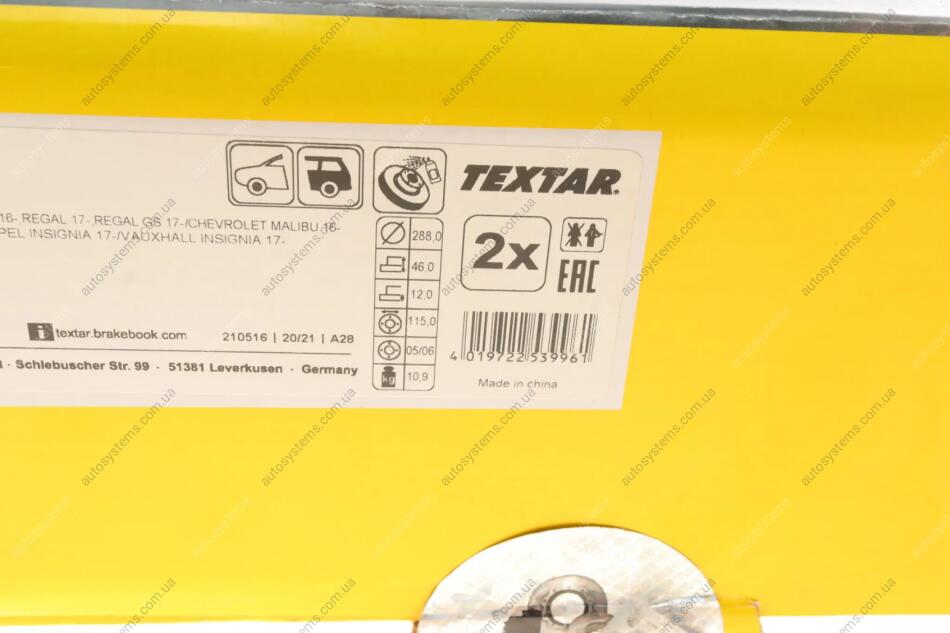 TEXTAR
16-,REGAL 17-,REGAL GS 17-/CHEVROLET MALIBU 16-
PEL INSIGNIA 17-/VAUXHALL INSIGNIA 17-
288,0
2x
46,0
EAC
12,0
115,0
textar.brakebook.com
210516 | 20/21 | A28
05/06
4 019722 539961
Schlebuscher Str. 99 · 51381 Leverkusen · Germany
kg
10,9
Made in china
autosystems.com.ua